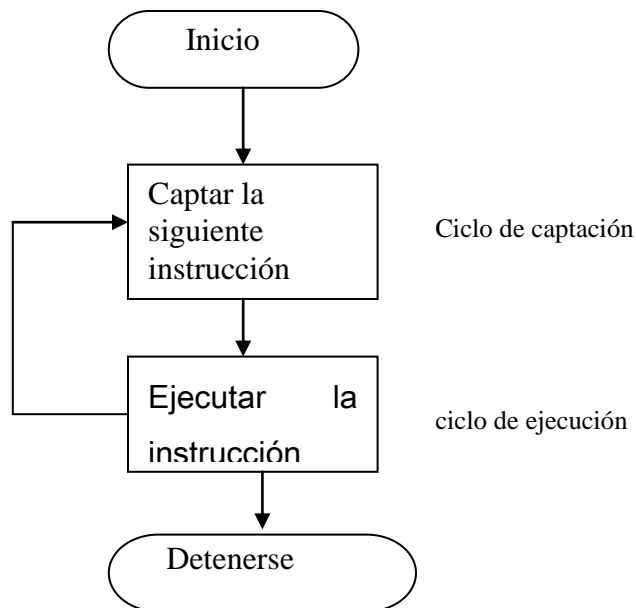 Inicio
Captar la
siguiente
instrucción
Ciclo de captación
Ejecutar la
instrucción
ciclo de ejecución
Detenerse